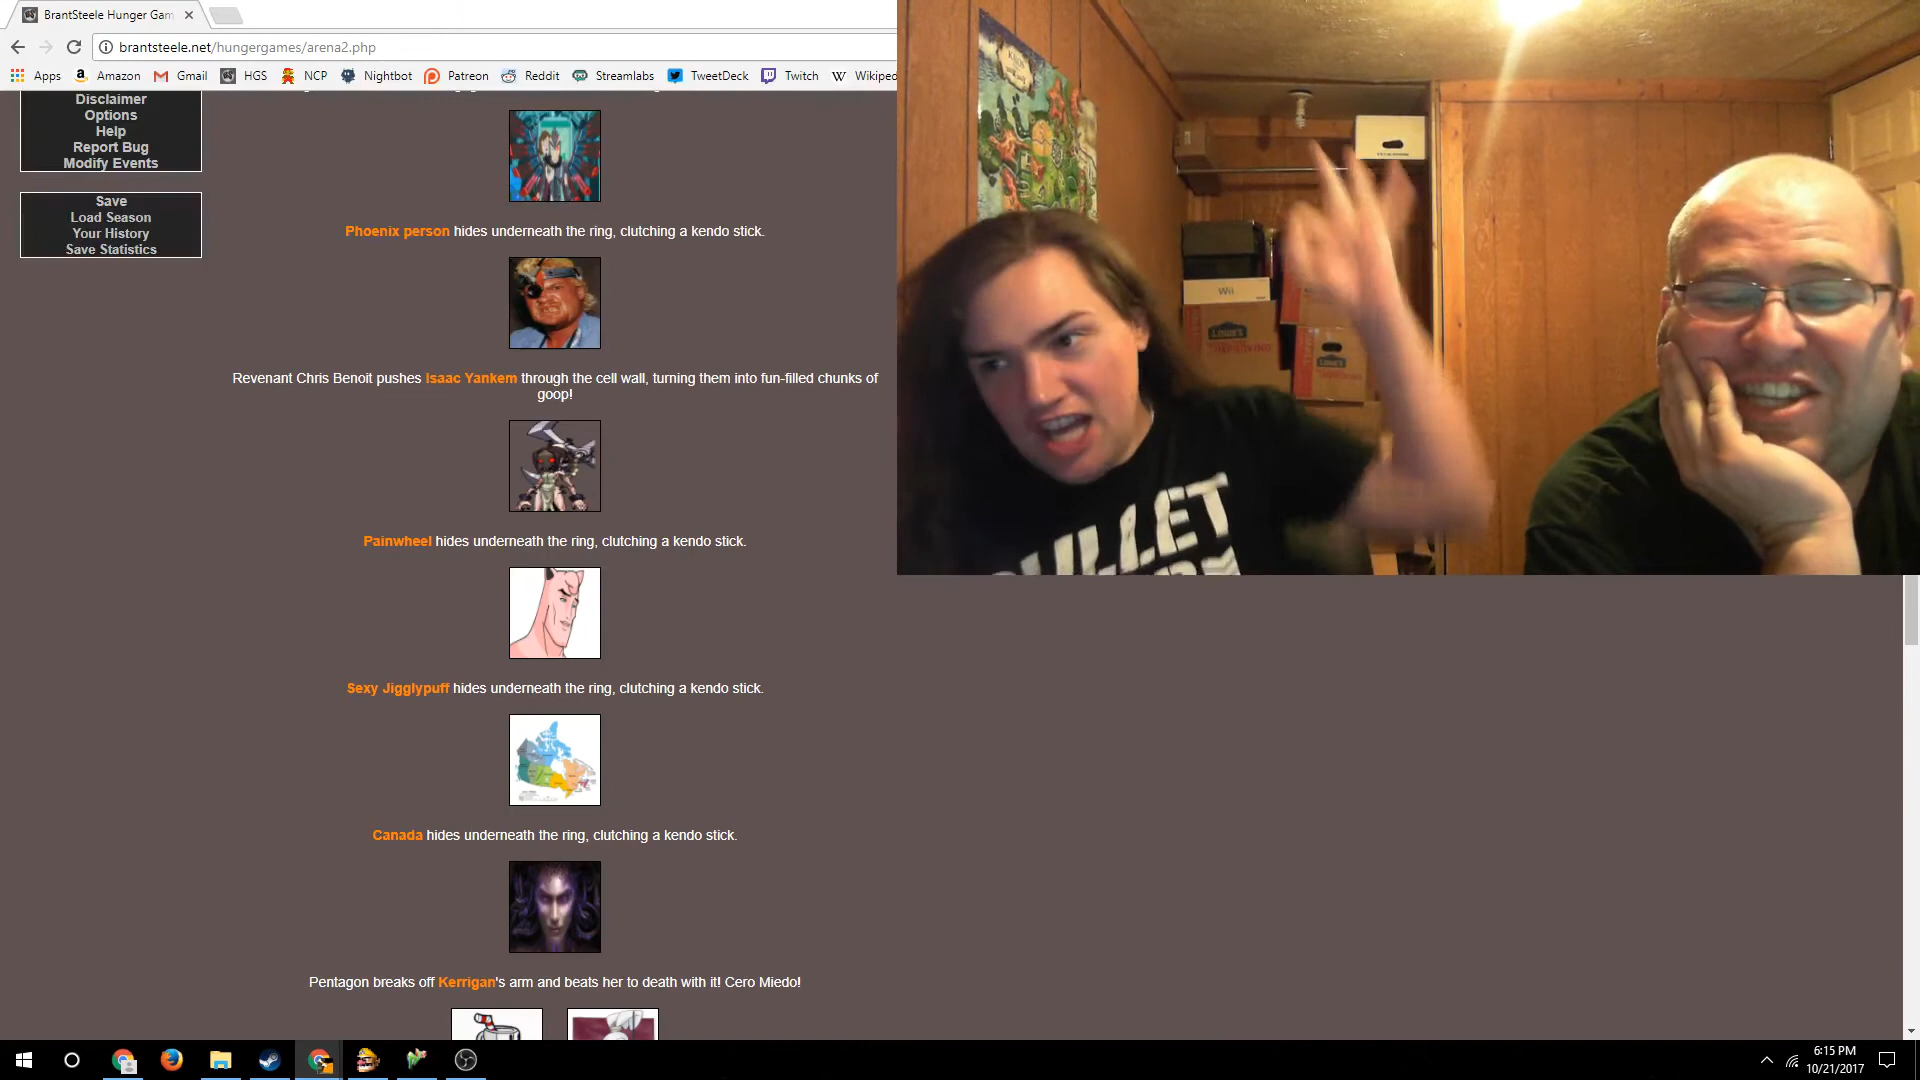 BrantSteele Hunger Gam
brantsteele.net/hungergames/arena2.php
Apps Amazon Gmail HGS NCP Nightbot Patreon Reddit Streamlabs TweetDeck Twitch Wikiped
Disclaimer
Options
Help
Report Bug
Modify Events
Save
Load Season
Your History
Save Statistics
Phoenix person hides underneath the ring, clutching a kendo stick.
Revenant Chris Benoit pushes Isaac Yankem through the cell wall, turning them into fun-filled chunks of
goop!
Painwheel hides underneath the ring, clutching a kendo stick.
Sexy Jigglypuff hides underneath the ring, clutching a kendo stick.
Canada hides underneath the ring, clutching a kendo stick.
Pentagon breaks off Kerrigan's arm and beats her to death with it! Cero Miedo!
Wii
LOWE'S
LOWE'S
BULLET
6:15 PM
10/21/2017